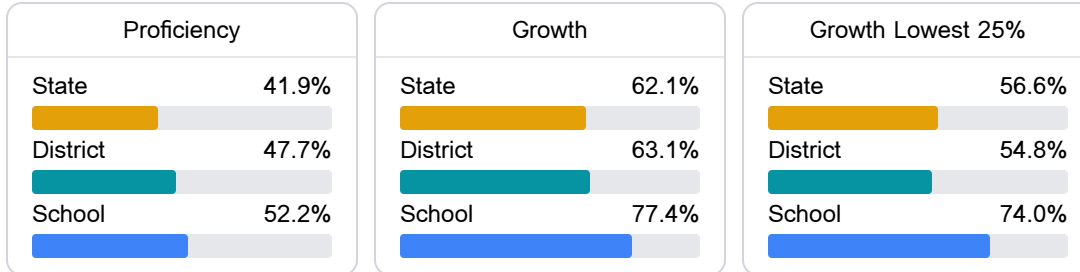 Proficiency
State 41.9%
District 47.7%
School 52.2%
Growth
State 62.1%
District 63.1%
School 77.4%
Growth Lowest 25%
State 56.6%
District 54.8%
School 74.0%